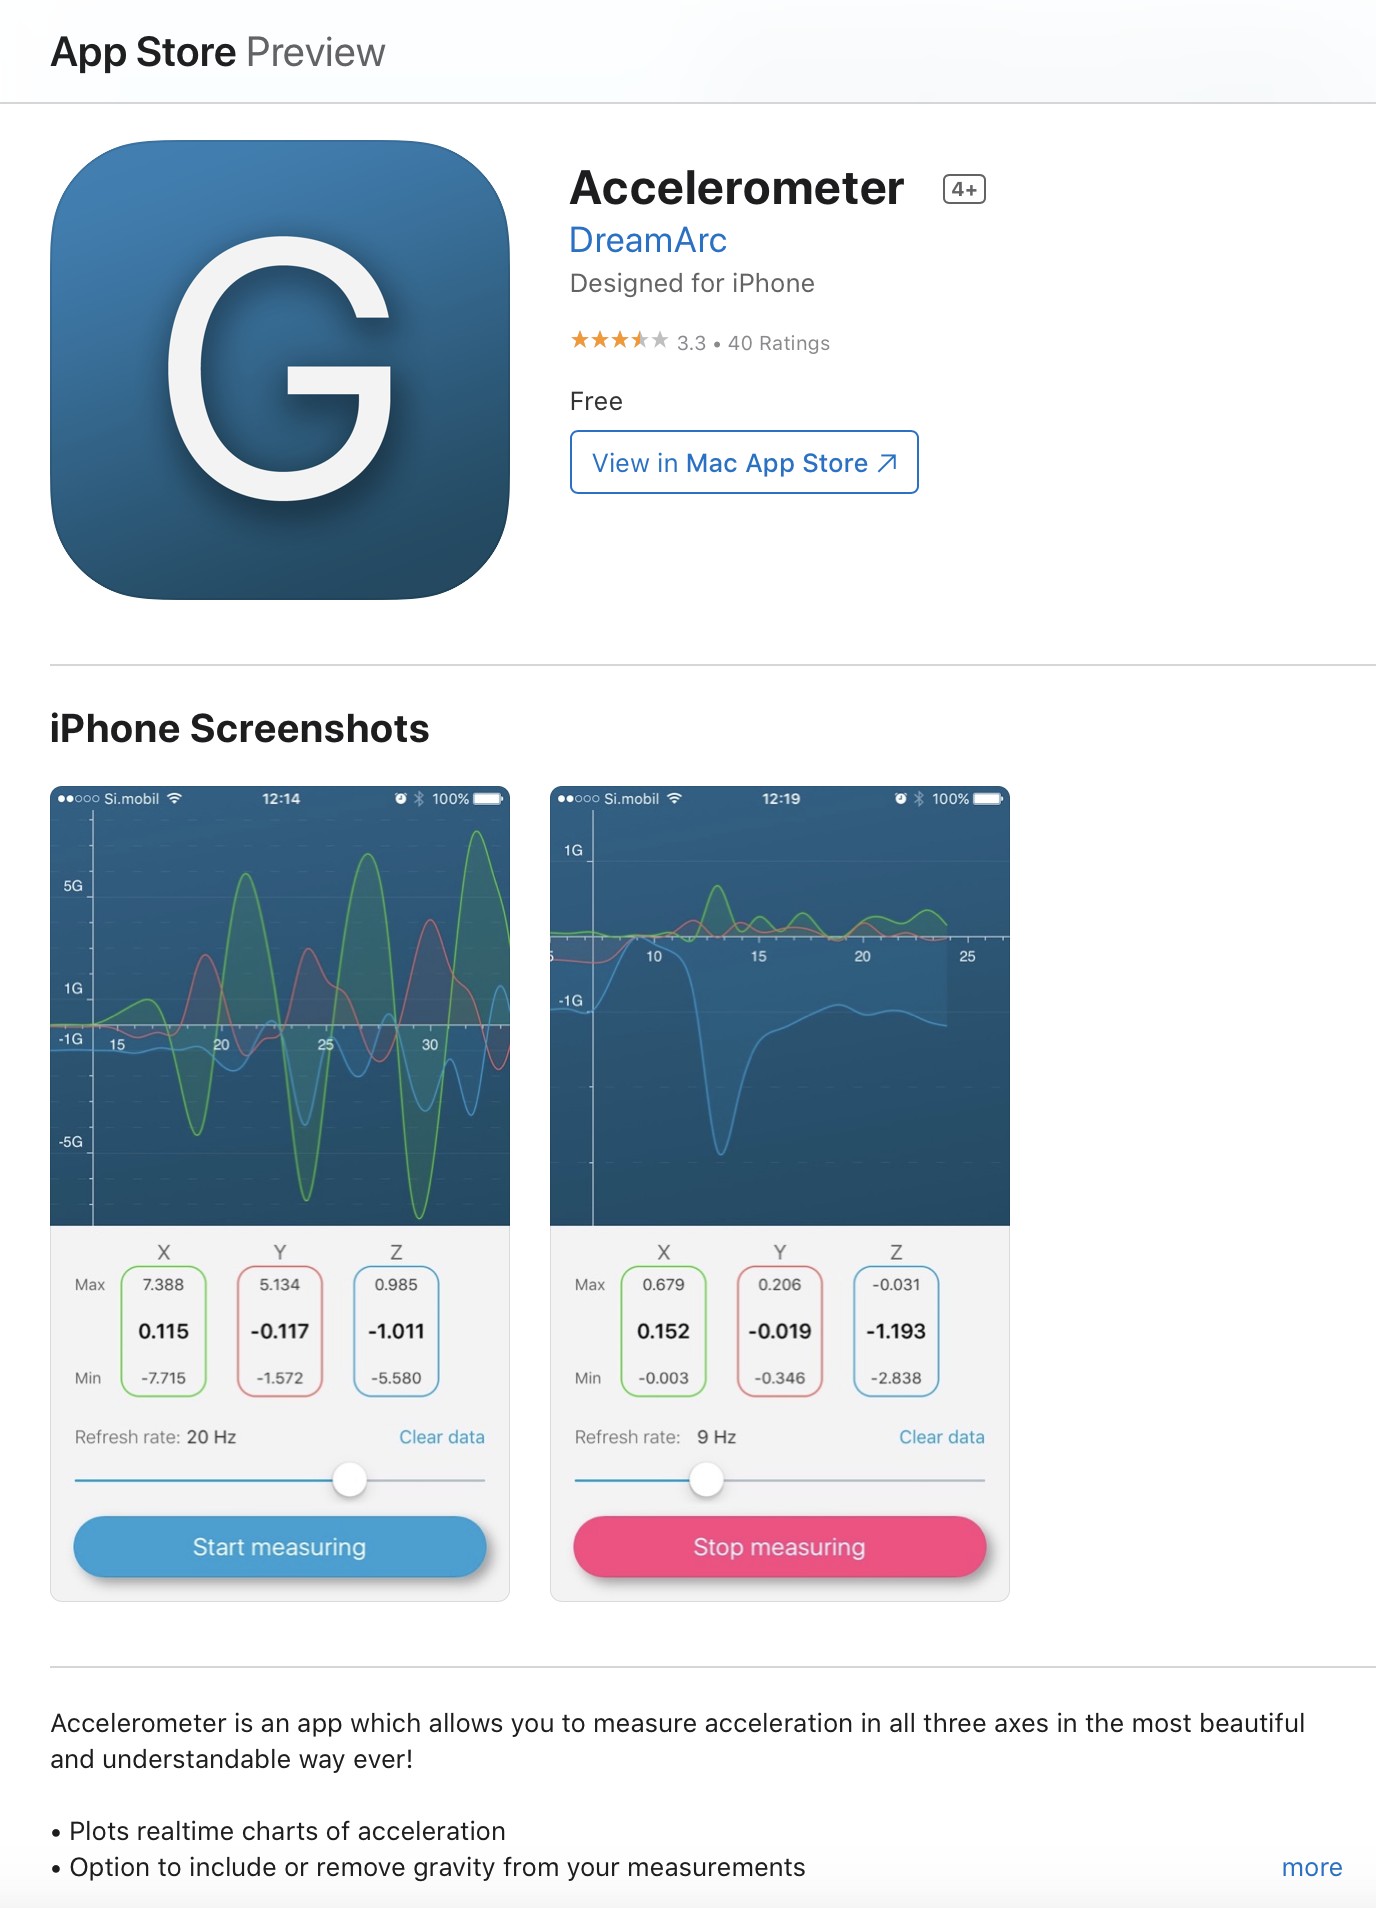 App Store Preview
G
Accelerometer 4+
DreamArc
Designed for iPhone
3.3 • 40 Ratings
Free
View in Mac App Store
iPhone Screenshots
Si.mobil 12:14 100%
5G
1G
-1G
15 20 25 30
-5G
X Y Z
Max 7.388 5.134 0.985
0.115 -0.117 -1.011
Min -7.715 -1.572 -5.580
Refresh rate: 20 Hz Clear data
Start measuring
Si.mobil 12:19 100%
1G
10 15 20 25
-1G
X Y Z
Max 0.679 0.206 -0.031
0.152 -0.019 -1.193
Min -0.003 -0.346 -2.838
Refresh rate: 9 Hz Clear data
Stop measuring
Accelerometer is an app which allows you to measure acceleration in all three axes in the most beautiful
and understandable way ever!
• Plots realtime charts of acceleration
• Option to include or remove gravity from your measurements more